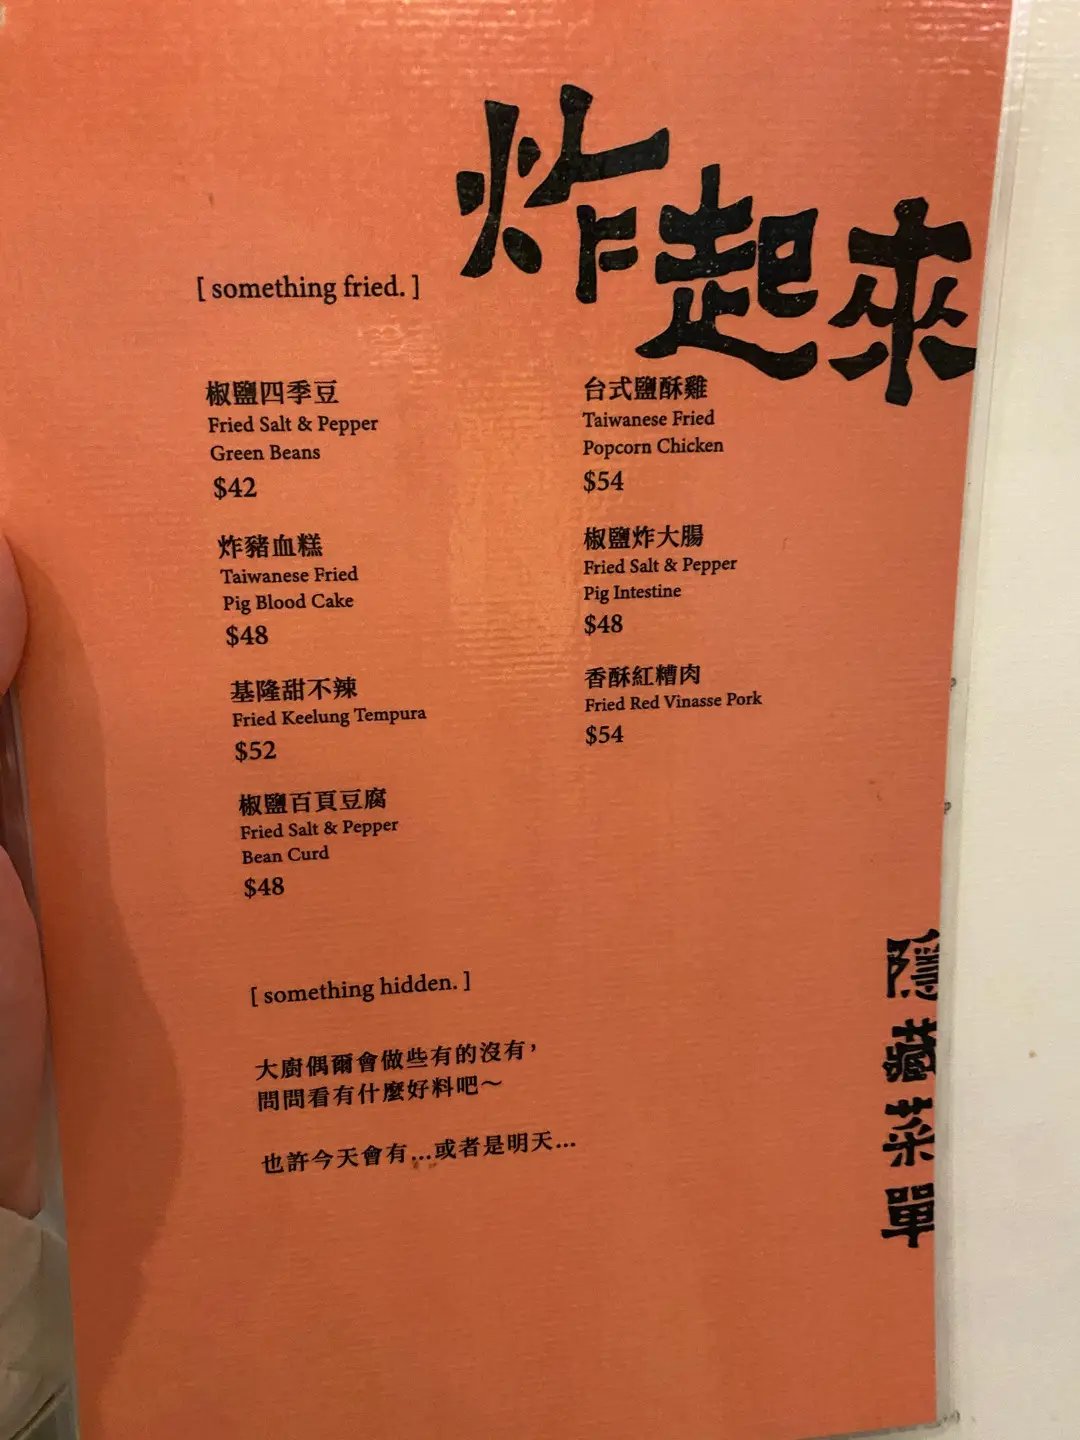 炸起來
[ something fried. ]
椒鹽四季豆
Fried Salt & Pepper
Green Beans
$42
炸豬血糕
Taiwanese Fried
Pig Blood Cake
$48
基隆甜不辣
Fried Keelung Tempura
$52
椒鹽百頁豆腐
Fried Salt & Pepper
Bean Curd
$48
台式鹽酥雞
Taiwanese Fried
Popcorn Chicken
$54
椒鹽炸大腸
Fried Salt & Pepper
Pig Intestine
$48
香酥紅糟肉
Fried Red Vinasse Pork
$54
隱藏菜單
[ something hidden. ]
大廚偶爾會做些有的沒有，
問問看有什麼好料吧～
也許今天會有...或者是明天...